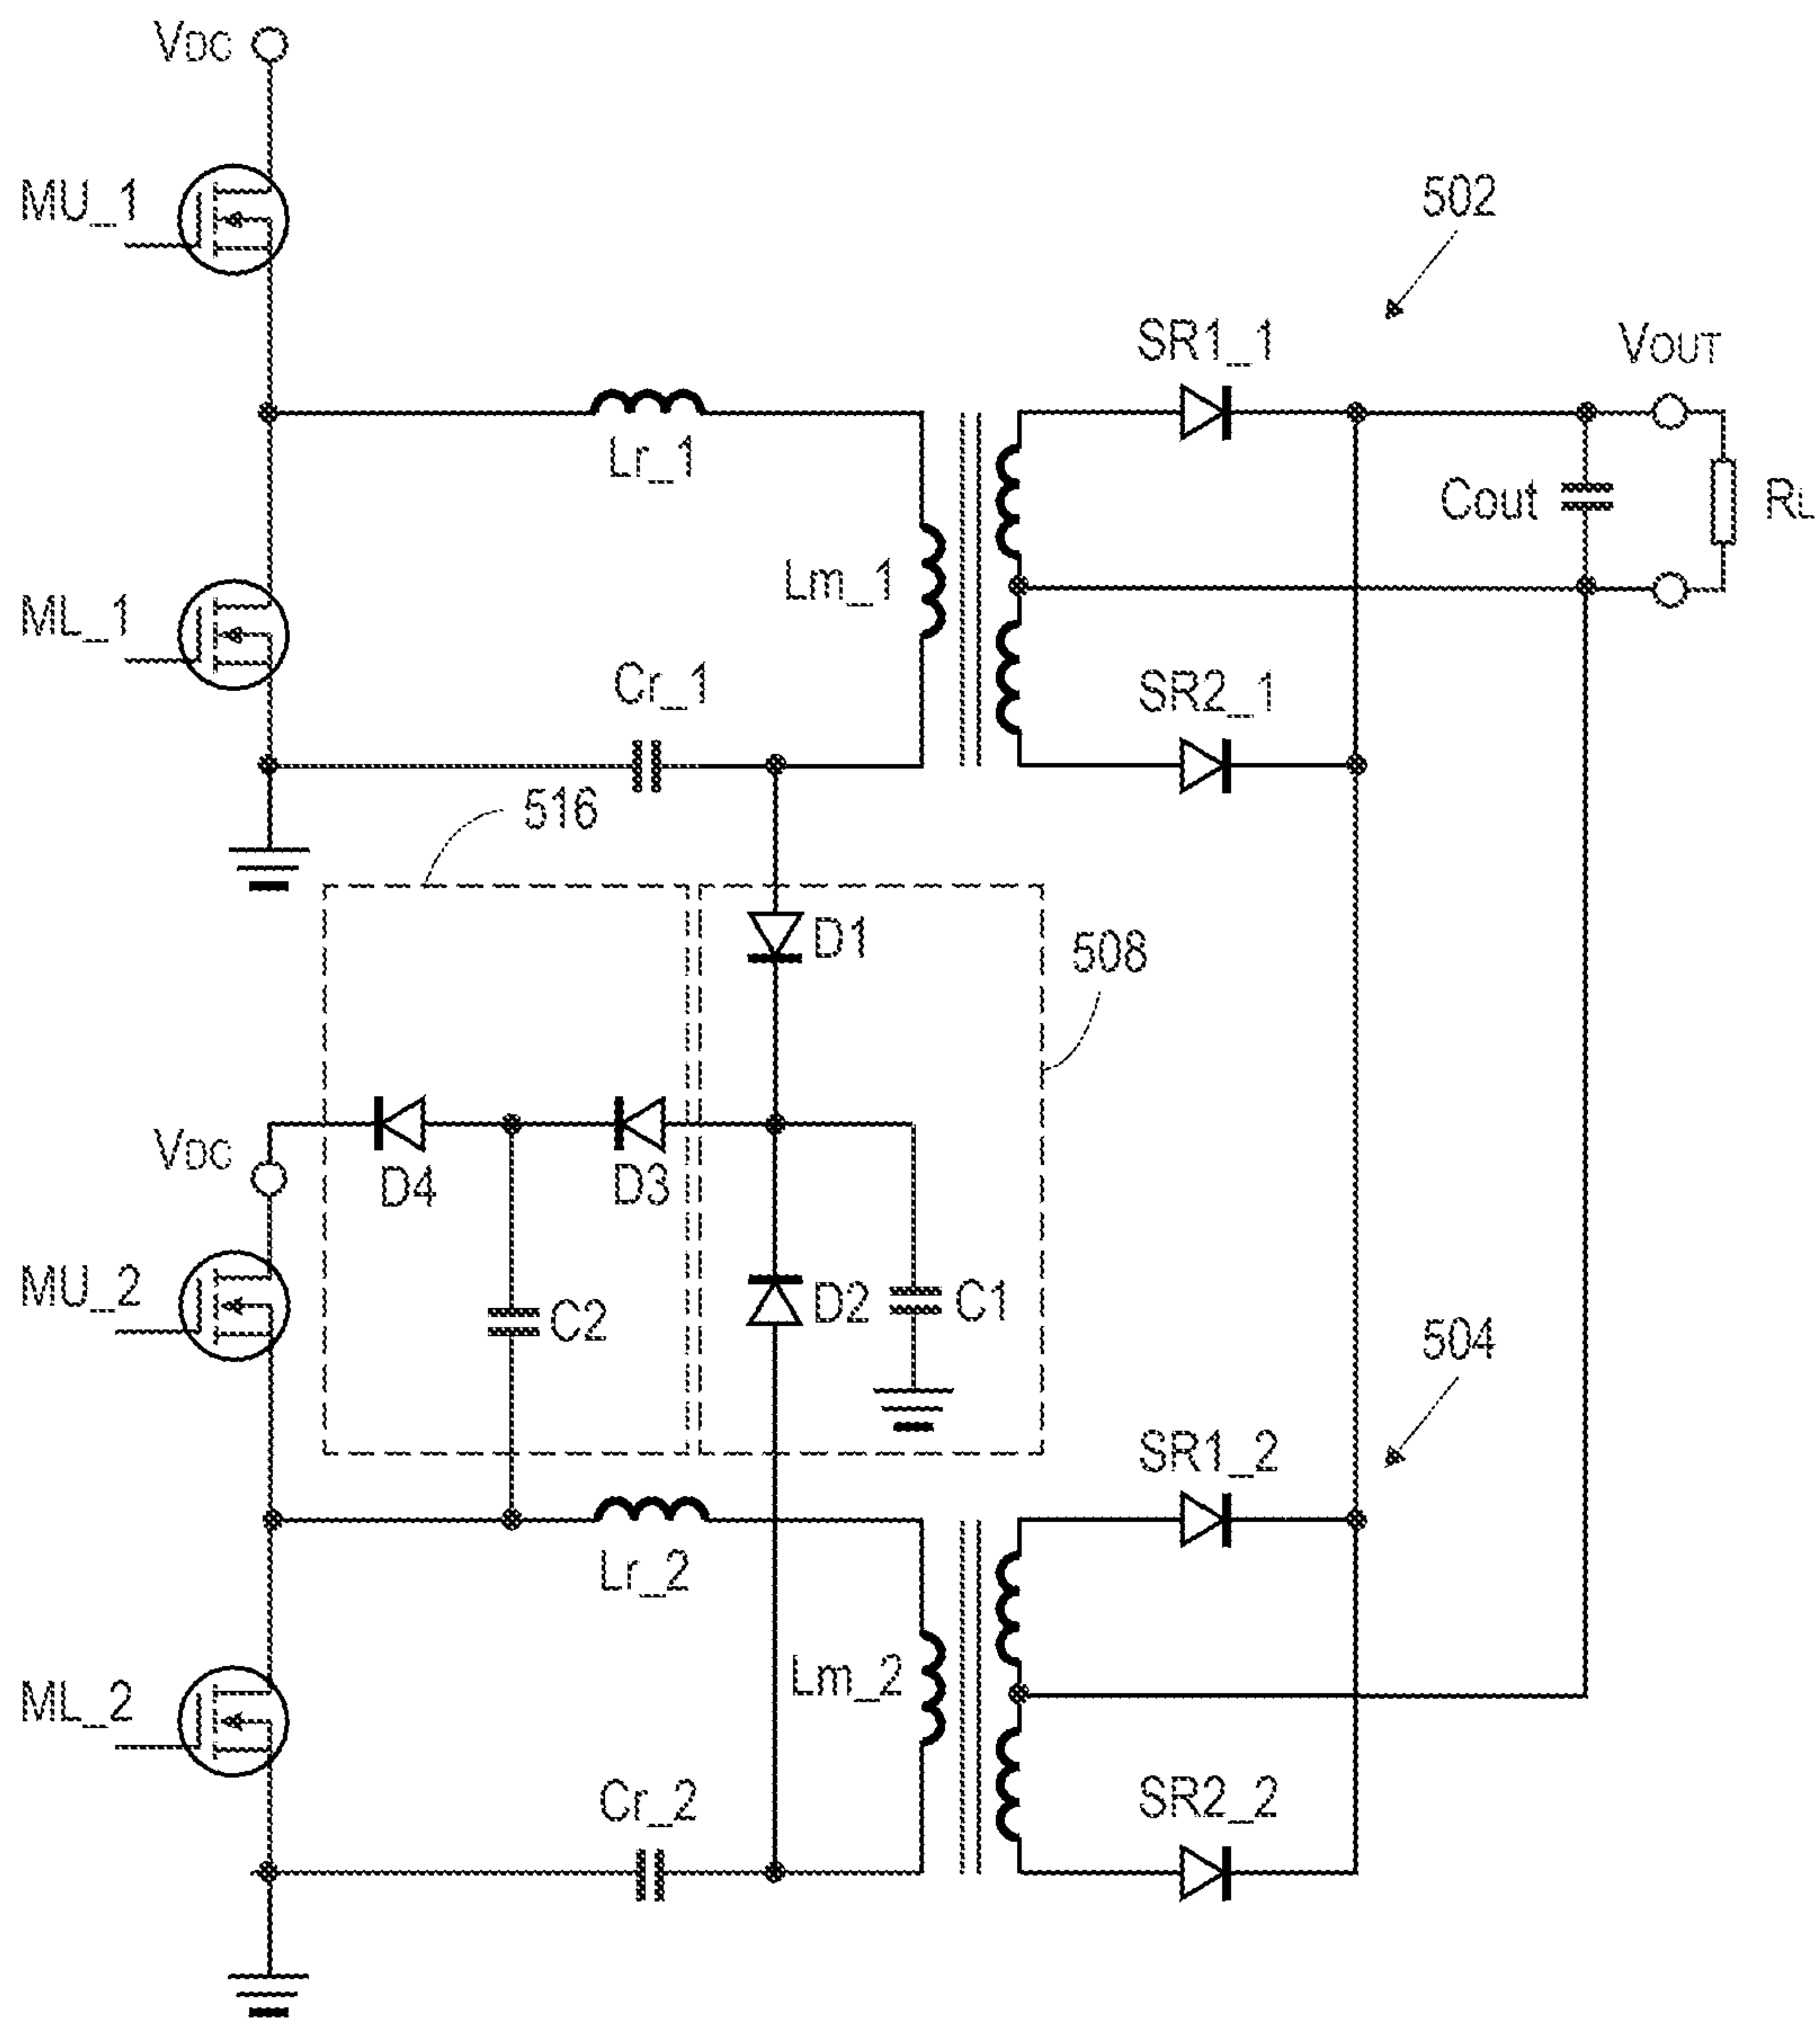 VDC
MU_1
502
SR1_1
VOUT
Lr_1
Cout
RL
Lm_1
ML_1
Cr_1
SR2_1
516
D1
508
VDC
D4
D3
MU_2
C2
D2
C1
504
SR1_2
Lr_2
Lm_2
ML_2
Cr_2
SR2_2